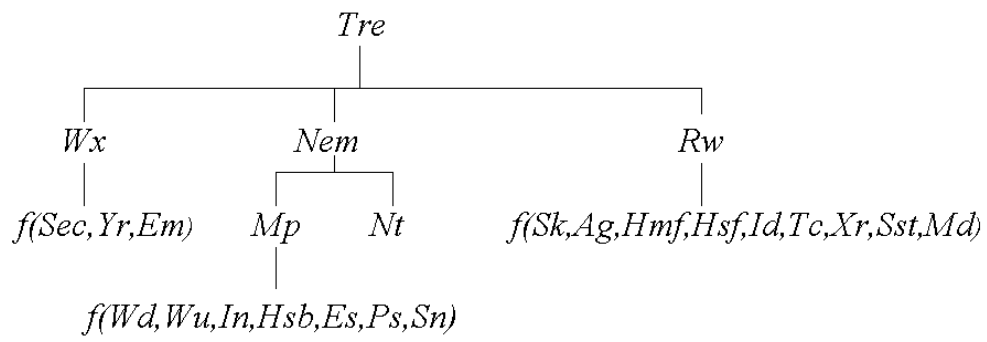 Tre
Wx Nem Rw
f(Sec,Yr,Em) Mp Nt f(Sk,Ag,Hmf,Hsf,Id,Tc,Xr,Sst,Md)
f(Wd,Wu,In,Hsb,Es,Ps,Sn)